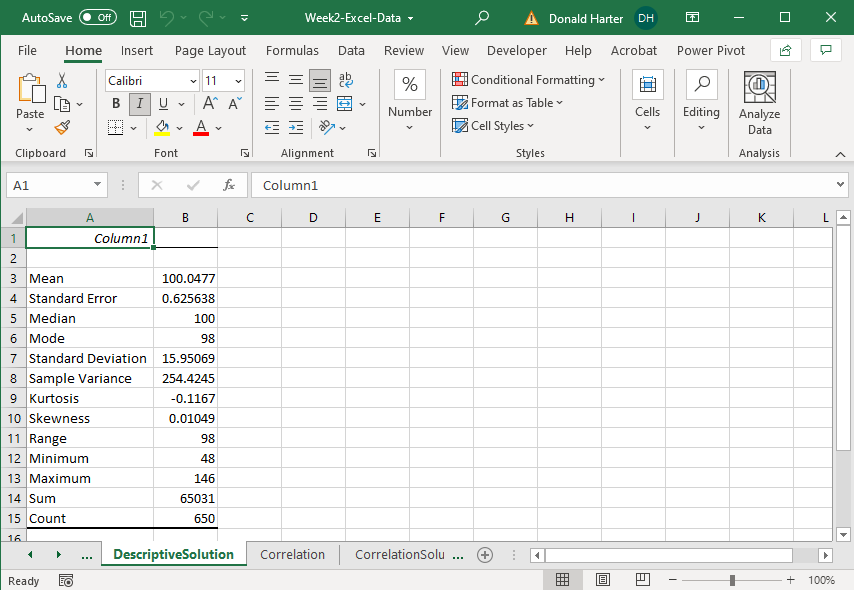 AutoSave Off Week2-Excel-Data Donald Harter DH
File Home Insert Page Layout Formulas Data Review View Developer Help Acrobat Power Pivot
Calibri 11
Paste B I U A A ab c % Number Conditional Formatting Cells Editing Analyze Data
Format as Table
A Cell Styles
Clipboard Font Alignment Styles Analysis
A1 fx Column1
A B C D E F G H I J K L
1 Column1
2
3 Mean 100.0477
4 Standard Error 0.625638
5 Median 100
6 Mode 98
7 Standard Deviation 15.95069
8 Sample Variance 254.4245
9 Kurtosis -0.1167
10 Skewness 0.01049
11 Range 98
12 Minimum 48
13 Maximum 146
14 Sum 65031
15 Count 650
16
... DescriptiveSolution Correlation CorrelationSolu ...
Ready 100%